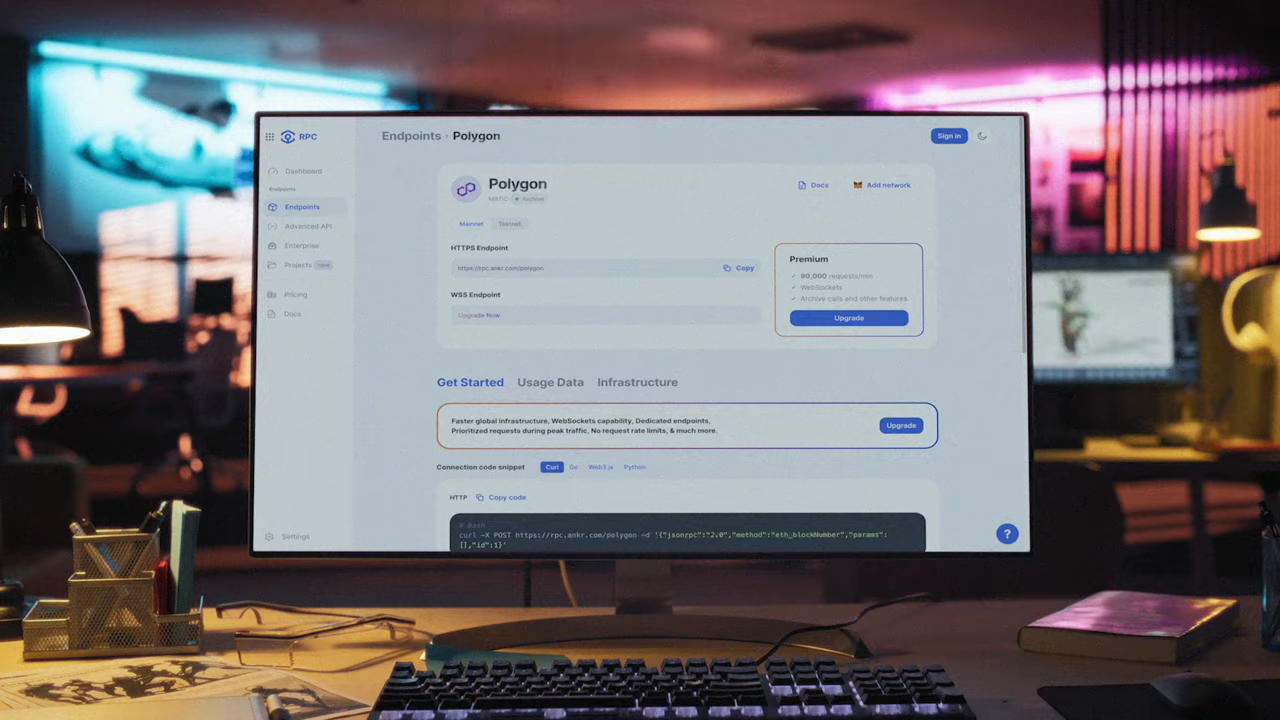 RPC
Endpoints › Polygon
Sign in
Dashboard
Endpoints
Endpoints
Advanced API
Enterprise
Projects new
Pricing
Docs
Settings
Polygon
MATIC Archive
Docs
Add network
Mainnet Testnet
HTTPS Endpoint
https://rpc.ankr.com/polygon
Copy
WSS Endpoint
Upgrade Now
Premium
✓ 90,000 requests/min
✓ WebSockets
✓ Archive calls and other features
Upgrade
Get Started Usage Data Infrastructure
Faster global infrastructure, WebSockets capability, Dedicated endpoints,
Prioritized requests during peak traffic, No request rate limits, & much more.
Upgrade
Connection code snippet Curl Go Web3.js Python
HTTP Copy code
# Bash
curl -X POST https://rpc.ankr.com/polygon -d '{"jsonrpc":"2.0","method":"eth_blockNumber","params":
[],"id":1}'
?